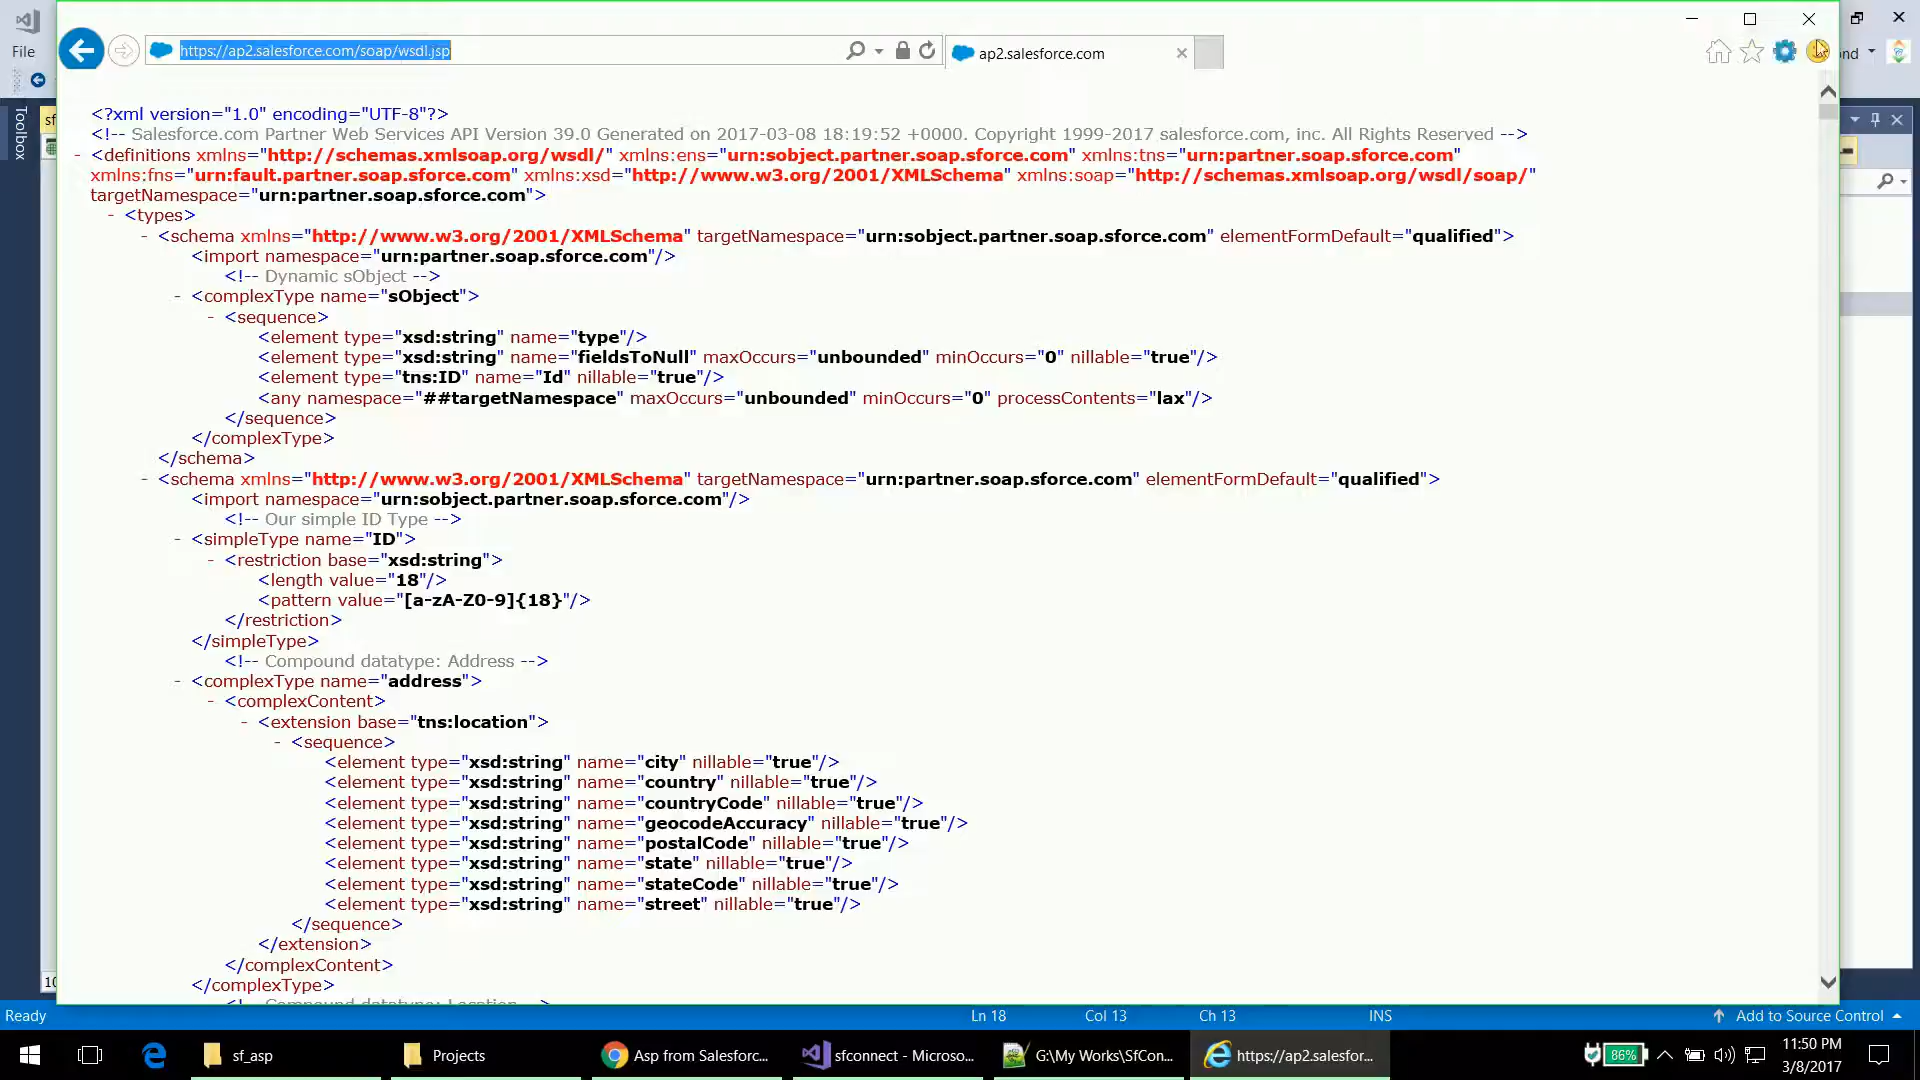 File
https://ap2.salesforce.com/soap/wsdl.jsp
ap2.salesforce.com
Toolbox
sf
<?xml version="1.0" encoding="UTF-8"?>
<!-- Salesforce.com Partner Web Services API Version 39.0 Generated on 2017-03-08 18:19:52 +0000. Copyright 1999-2017 salesforce.com, inc. All Rights Reserved -->
- <definitions xmlns="http://schemas.xmlsoap.org/wsdl/" xmlns:ens="urn:sobject.partner.soap.sforce.com" xmlns:tns="urn:partner.soap.sforce.com"
xmlns:fns="urn:fault.partner.soap.sforce.com" xmlns:xsd="http://www.w3.org/2001/XMLSchema" xmlns:soap="http://schemas.xmlsoap.org/wsdl/soap/"
targetNamespace="urn:partner.soap.sforce.com">
- <types>
- <schema xmlns="http://www.w3.org/2001/XMLSchema" targetNamespace="urn:sobject.partner.soap.sforce.com" elementFormDefault="qualified">
<import namespace="urn:partner.soap.sforce.com"/>
<!-- Dynamic sObject -->
- <complexType name="sObject">
- <sequence>
<element type="xsd:string" name="type"/>
<element type="xsd:string" name="fieldsToNull" maxOccurs="unbounded" minOccurs="0" nillable="true"/>
<element type="tns:ID" name="Id" nillable="true"/>
<any namespace="##targetNamespace" maxOccurs="unbounded" minOccurs="0" processContents="lax"/>
</sequence>
</complexType>
</schema>
- <schema xmlns="http://www.w3.org/2001/XMLSchema" targetNamespace="urn:partner.soap.sforce.com" elementFormDefault="qualified">
<import namespace="urn:sobject.partner.soap.sforce.com"/>
<!-- Our simple ID Type -->
- <simpleType name="ID">
- <restriction base="xsd:string">
<length value="18"/>
<pattern value="[a-zA-Z0-9]{18}"/>
</restriction>
</simpleType>
<!-- Compound datatype: Address -->
- <complexType name="address">
- <complexContent>
- <extension base="tns:location">
- <sequence>
<element type="xsd:string" name="city" nillable="true"/>
<element type="xsd:string" name="country" nillable="true"/>
<element type="xsd:string" name="countryCode" nillable="true"/>
<element type="xsd:string" name="geocodeAccuracy" nillable="true"/>
<element type="xsd:string" name="postalCode" nillable="true"/>
<element type="xsd:string" name="state" nillable="true"/>
<element type="xsd:string" name="stateCode" nillable="true"/>
<element type="xsd:string" name="street" nillable="true"/>
</sequence>
</extension>
</complexContent>
</complexType>
<!-- Compound datatype: Location -->
Ready
Ln 18
Col 13
Ch 13
INS
Add to Source Control
sf_asp
Projects
Asp from Salesforc...
sfconnect - Microso...
G:\My Works\SfCon...
https://ap2.salesfor...
86%
11:50 PM
3/8/2017